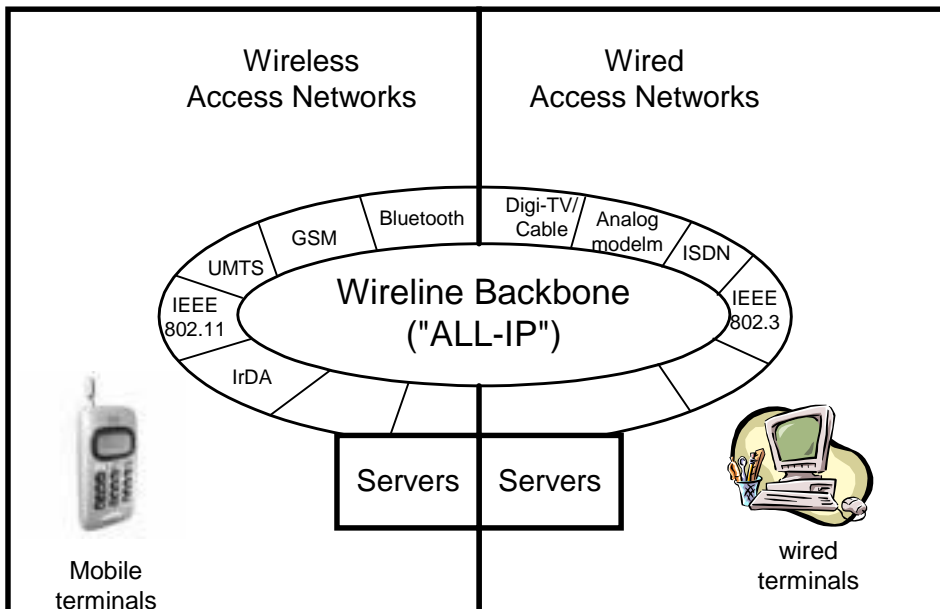 Wireless
Access Networks
Wired
Access Networks
Bluetooth
Digi-TV/
Cable
Analog
modelm
GSM
ISDN
UMTS
IEEE
802.11
IEEE
802.3
Wireline Backbone
("ALL-IP")
IrDA
Servers
Servers
Mobile
terminals
wired
terminals